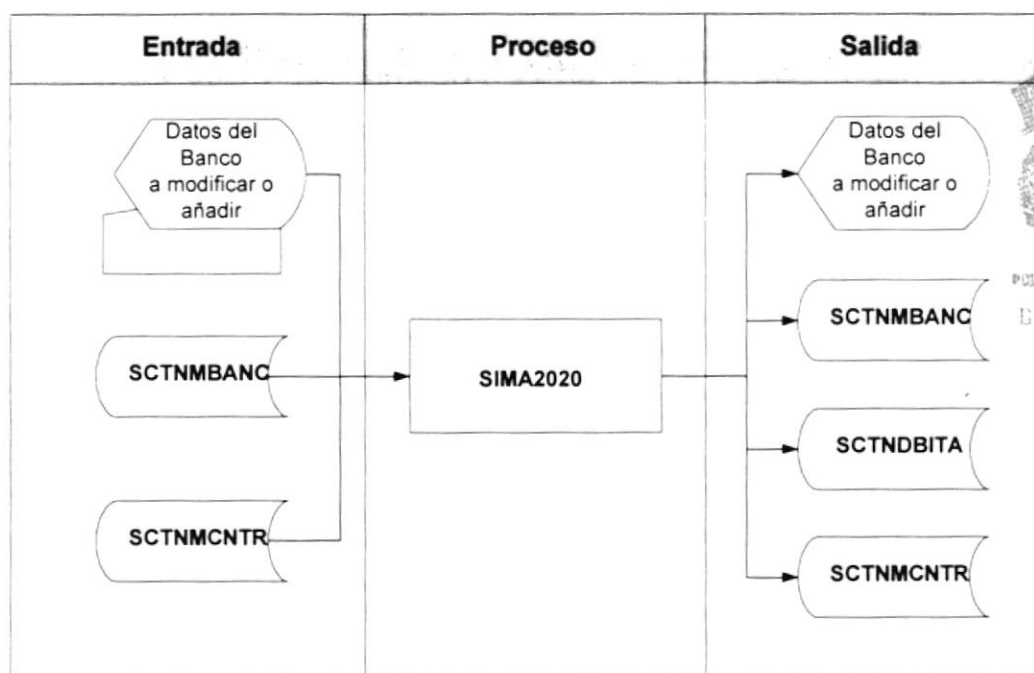 Entrada
Proceso
Salida
Datos del
Banco
a modificar o
añadir
SCTNMBANC
SCTNMCNTR
SIMA2020
Datos del
Banco
a modificar o
añadir
SCTNMBANC
SCTNDBITA
SCTNMCNTR